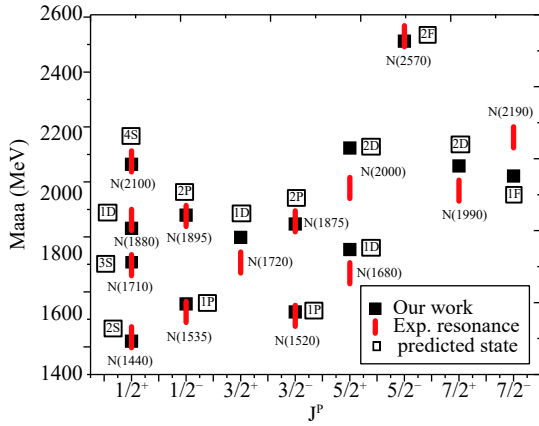 2600
2400
2200
2000
1800
1600
1400
Maaa (MeV)
2F
N(2570)
N(2190)
4S
2D
2D
N(2100)
N(2000)
1F
2P
2P
N(1990)
1D
1D
N(1880)
N(1895)
N(1875)
3S
N(1720)
1D
N(1710)
N(1680)
1P
1P
2S
N(1535)
N(1520)
N(1440)
Our work
Exp. resonance
predicted state
1/2⁺ 1/2⁻ 3/2⁺ 3/2⁻ 5/2⁺ 5/2⁻ 7/2⁺ 7/2⁻
Jᴾ